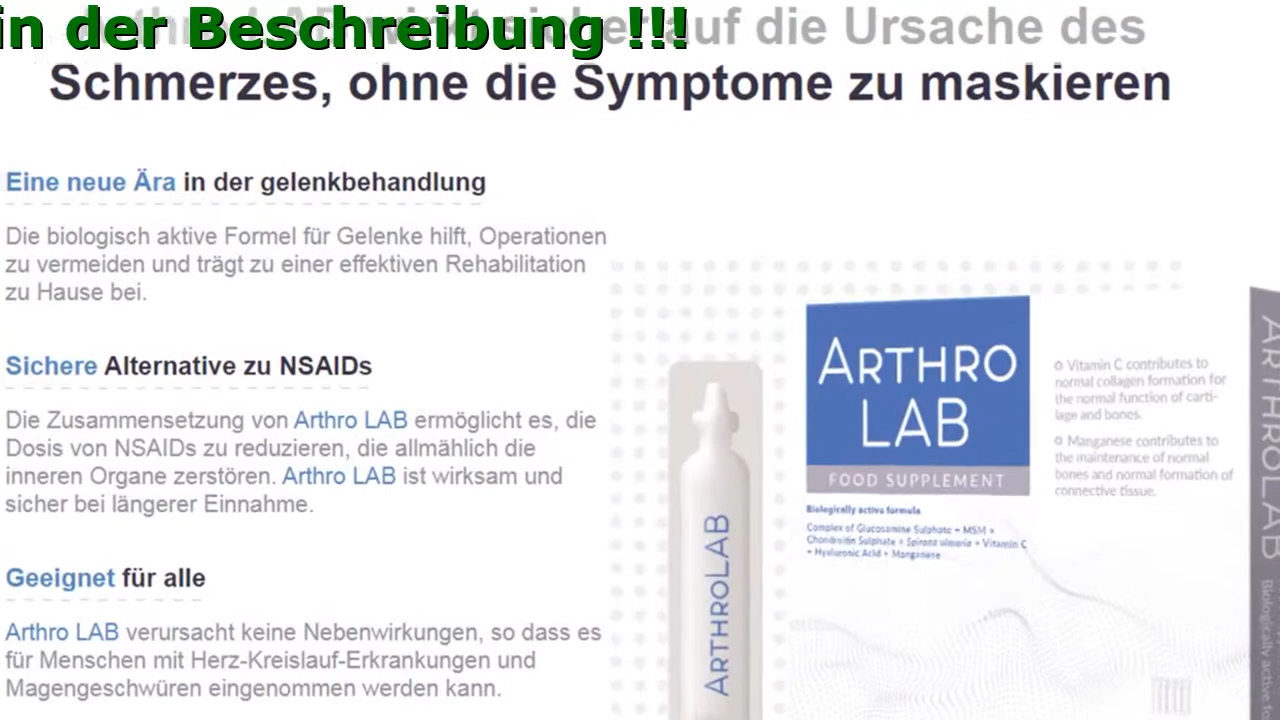 in der Beschreibung !!!
auf die Ursache des
Schmerzes, ohne die Symptome zu maskieren
Eine neue Ära in der gelenkbehandlung
Die biologisch aktive Formel für Gelenke hilft, Operationen
zu vermeiden und trägt zu einer effektiven Rehabilitation
zu Hause bei.
Sichere Alternative zu NSAIDs
Die Zusammensetzung von Arthro LAB ermöglicht es, die
Dosis von NSAIDs zu reduzieren, die allmählich die
inneren Organe zerstören. Arthro LAB ist wirksam und
sicher bei längerer Einnahme.
Geeignet für alle
Arthro LAB verursacht keine Nebenwirkungen, so dass es
für Menschen mit Herz-Kreislauf-Erkrankungen und
Magengeschwüren eingenommen werden kann.
ARTHROLAB
ARTHRO
LAB
FOOD SUPPLEMENT
Biologically active formula
Complex of Glucosamine Sulphate + MSM +
Chondroitin Sulphate + Spiraea ulmaria + Vitamin C
+ Hyaluronic Acid + Manganese
Vitamin C contributes to
normal collagen formation for
the normal function of carti-
lage and bones.
Manganese contributes to
the maintenance of normal
bones and normal formation of
connective tissue.
ARTHROLAB
Biologically active fo